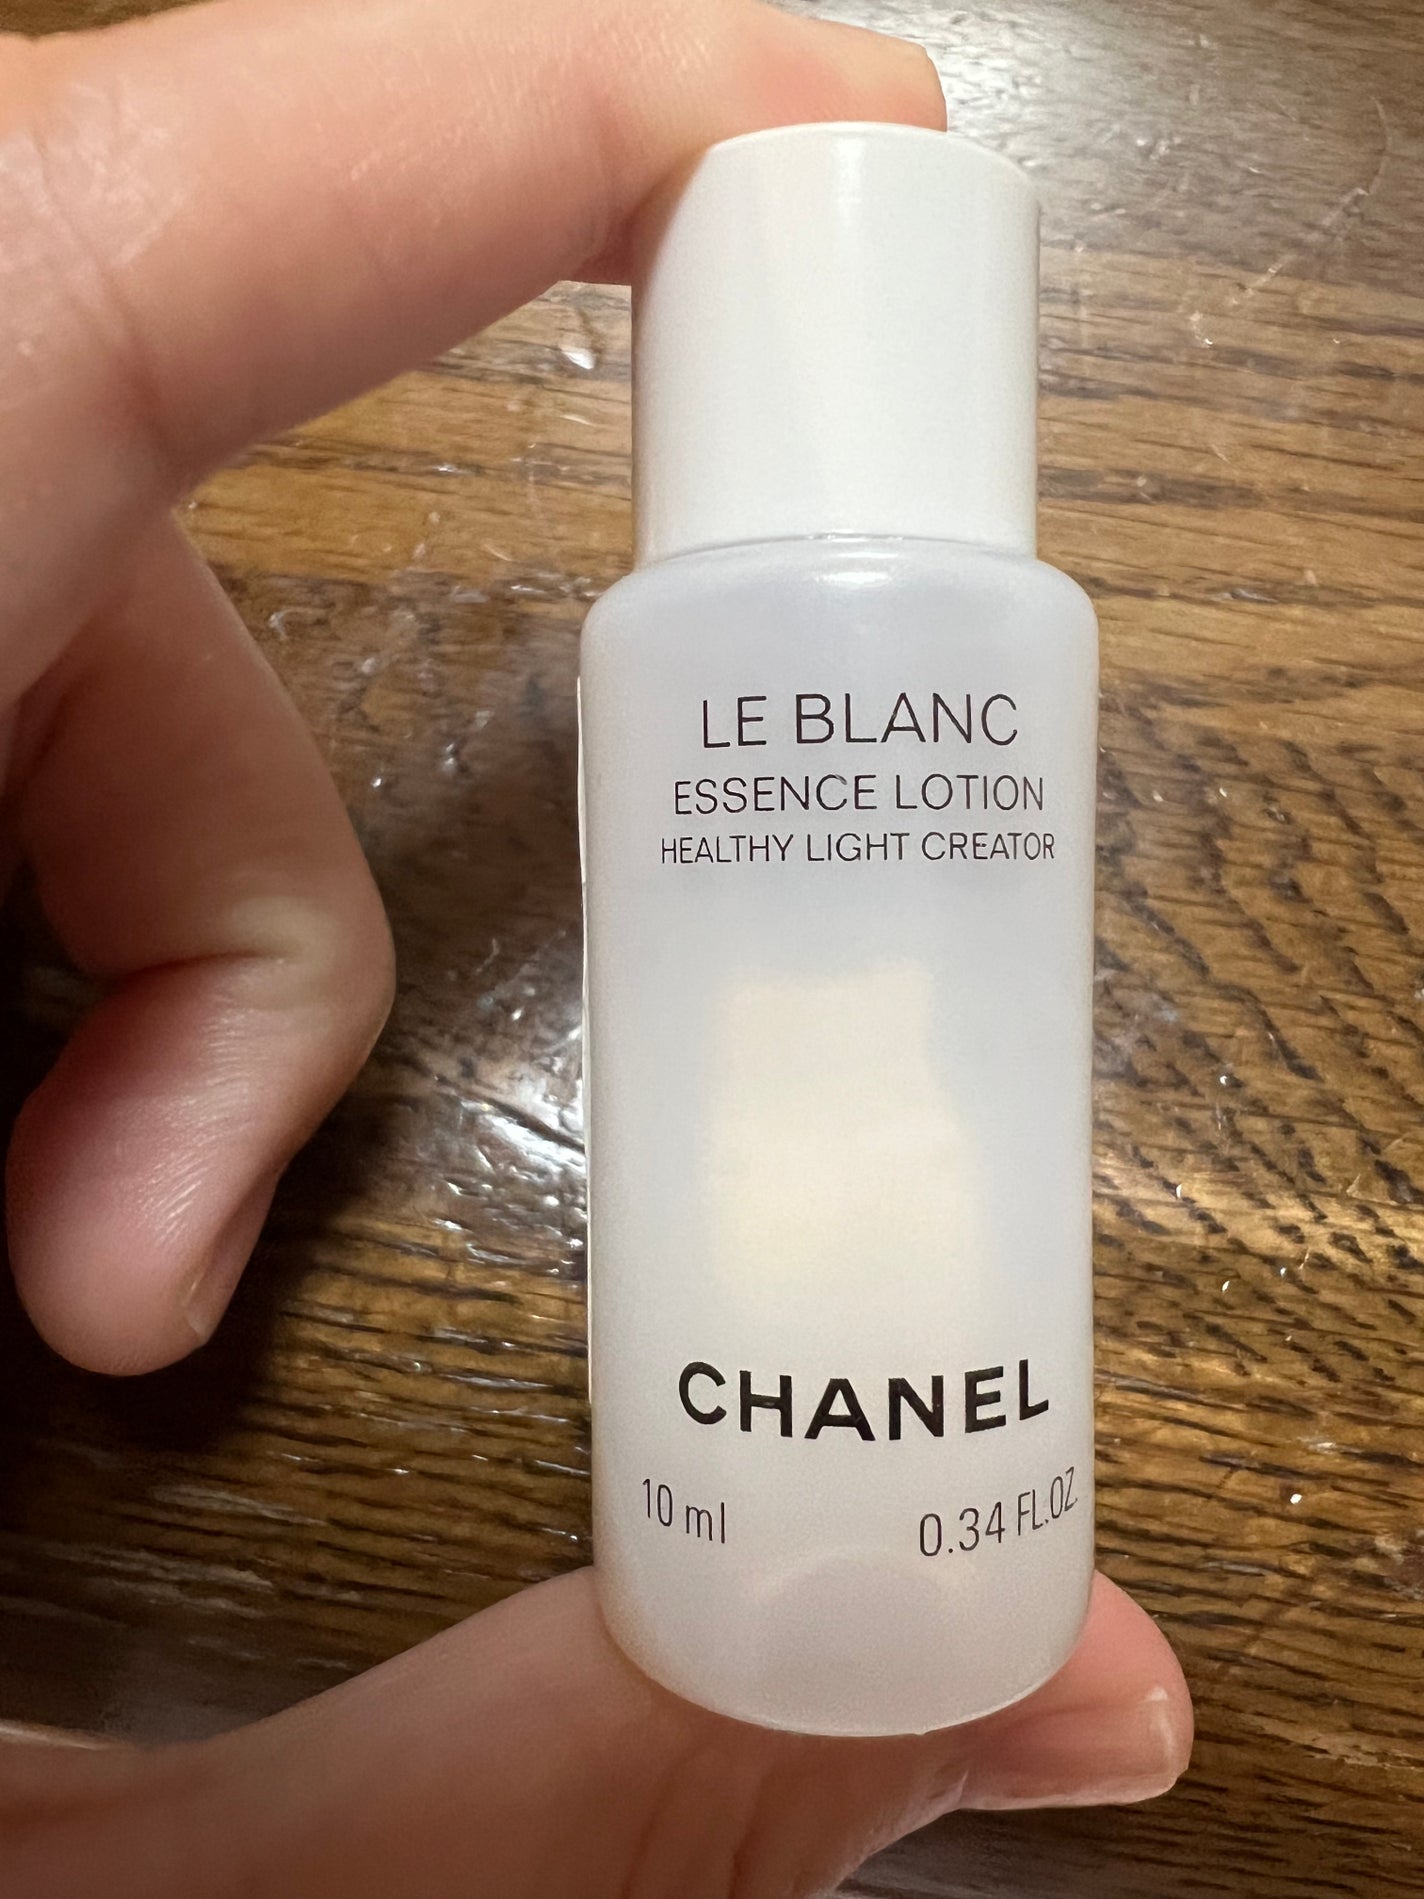 LE BLANC
ESSENCE LOTION
HEALTHY LIGHT CREATOR
CHANEL
10 ml 0.34 FL.OZ.